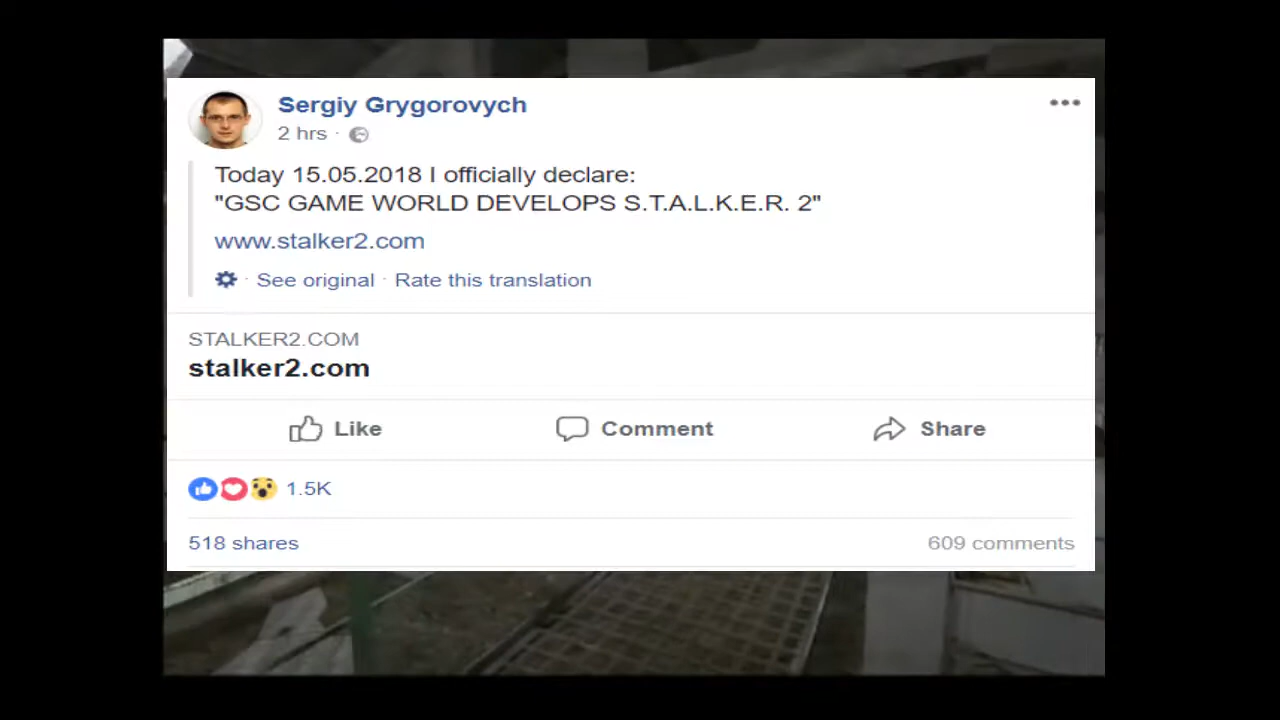 Sergiy Grygorovych
2 hrs ·
Today 15.05.2018 I officially declare:
"GSC GAME WORLD DEVELOPS S.T.A.L.K.E.R. 2"
www.stalker2.com
· See original · Rate this translation
STALKER2.COM
stalker2.com
Like Comment Share
1.5K
518 shares 609 comments